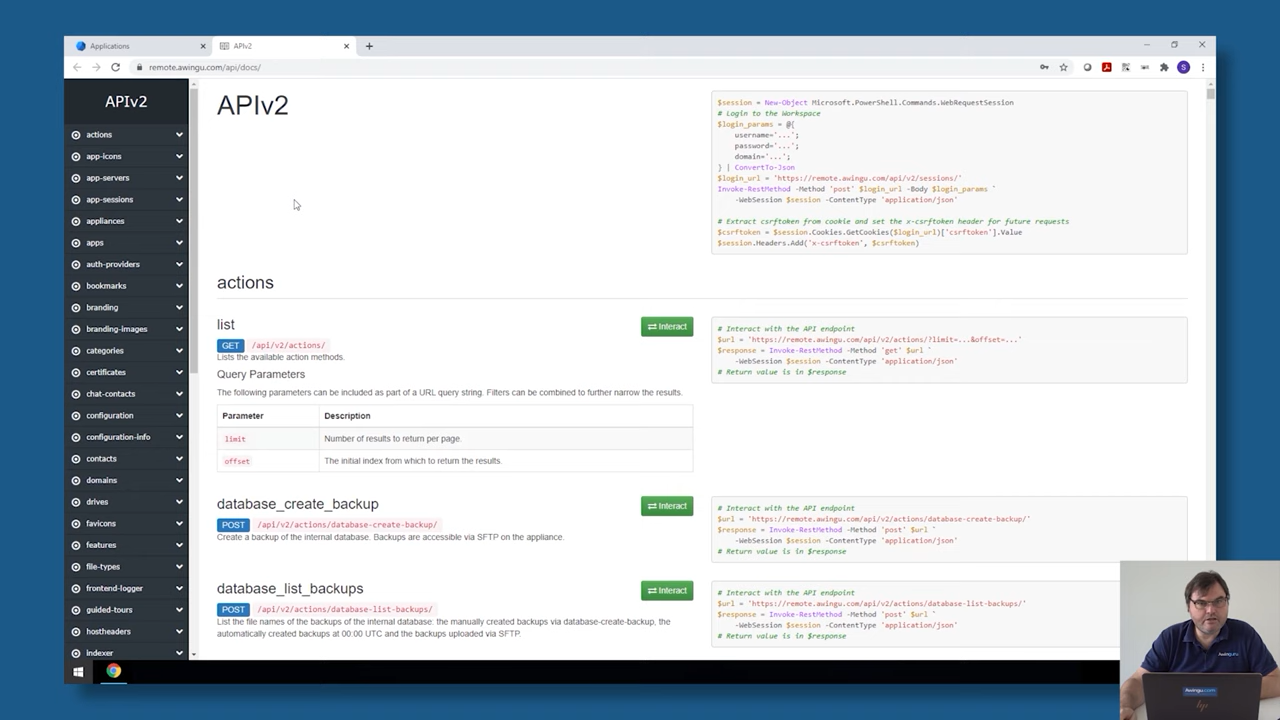 Applications
APIv2
remote.awingu.com/api/docs/
S
APIv2
actions
app-icons
app-servers
app-sessions
appliances
apps
auth-providers
bookmarks
branding
branding-images
categories
certificates
chat-contacts
configuration
configuration-info
contacts
domains
drives
favicons
features
file-types
frontend-logger
guided-tours
hostheaders
indexer
APIv2
$session = New-Object Microsoft.PowerShell.Commands.WebRequestSession
# Login to the Workspace
$login_params = @{
username='...';
password='...';
domain='...';
} | ConvertTo-Json
$login_url = 'https://remote.awingu.com/api/v2/sessions/'
Invoke-RestMethod -Method 'post' $login_url -Body $login_params `
-WebSession $session -ContentType 'application/json'
# Extract csrftoken from cookie and set the x-csrftoken header for future requests
$csrftoken = $session.Cookies.GetCookies($login_url)['csrftoken'].Value
$session.Headers.Add('x-csrftoken', $csrftoken)
actions
list
Interact
GET /api/v2/actions/
Lists the available action methods.
Query Parameters
The following parameters can be included as part of a URL query string. Filters can be combined to further narrow the results.
Parameter Description
limit Number of results to return per page.
offset The initial index from which to return the results.
# Interact with the API endpoint
$url = 'https://remote.awingu.com/api/v2/actions/?limit=...&offset=...'
$response = Invoke-RestMethod -Method 'get' $url `
-WebSession $session -ContentType 'application/json'
# Return value is in $response
database_create_backup
Interact
POST /api/v2/actions/database-create-backup/
Create a backup of the internal database. Backups are accessible via SFTP on the appliance.
# Interact with the API endpoint
$url = 'https://remote.awingu.com/api/v2/actions/database-create-backup/'
$response = Invoke-RestMethod -Method 'post' $url `
-WebSession $session -ContentType 'application/json'
# Return value is in $response
database_list_backups
Interact
POST /api/v2/actions/database-list-backups/
List the file names of the backups of the internal database: the manually created backups via database-create-backup, the
automatically created backups at 00:00 UTC and the backups uploaded via SFTP.
# Interact with the API endpoint
$url = 'https://remote.awingu.com/api/v2/actions/database-list-backups/'
$response = Invoke-RestMethod -Method 'post' $url `
-WebSession $session -ContentType 'application/json'
# Return value is in $response
Awingu
Awingu.com
hp